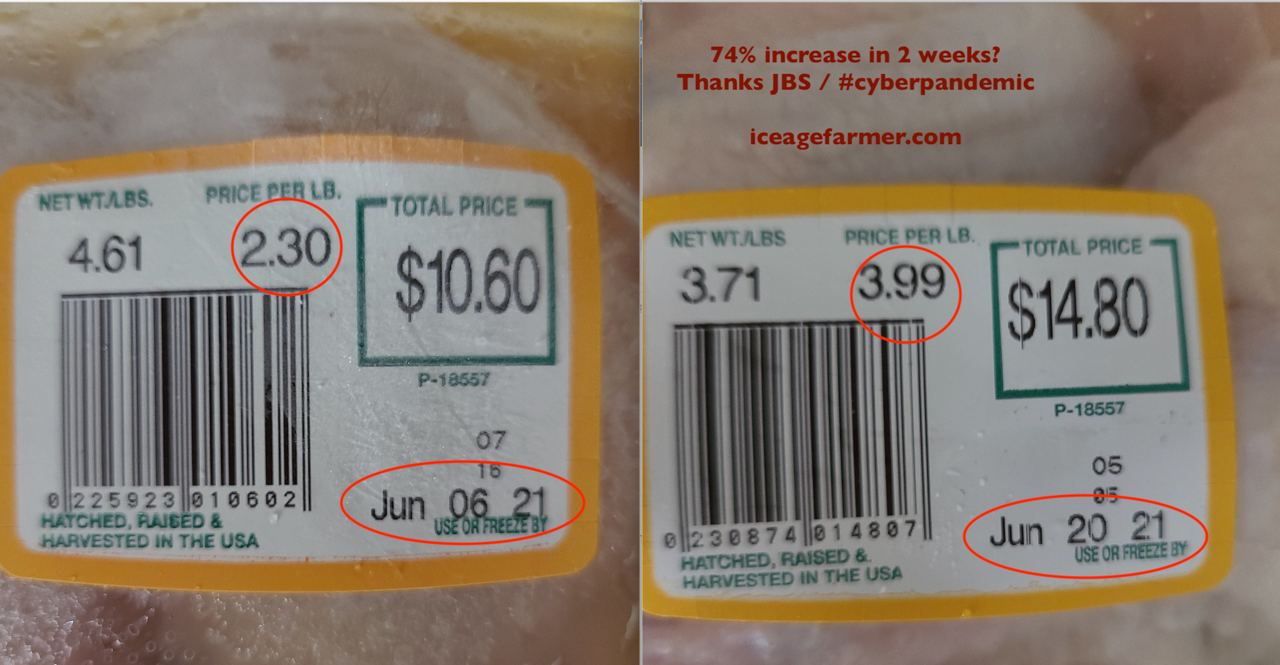 NET WT./LBS.
PRICE PER LB.
TOTAL PRICE
4.61
2.30
$10.60
P-18557
07
16
Jun 06 21
USE OR FREEZE BY
0 225923 010602
HATCHED, RAISED &
HARVESTED IN THE USA
74% increase in 2 weeks?
Thanks JBS / #cyberpandemic
iceagefarmer.com
NET WT./LBS
PRICE PER LB.
TOTAL PRICE
3.71
3.99
$14.80
P-18557
05
05
Jun 20 21
USE OR FREEZE BY
0 230874 014807
HATCHED, RAISED &
HARVESTED IN THE USA